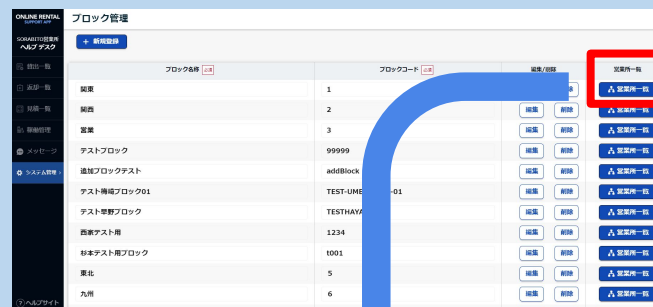 ONLINE RENTAL
SUPPORT APP
ブロック管理
SORABITO営業所
ヘルプ デスク
+ 新規登録
貸出一覧
返却一覧
見積一覧
稼働管理
メッセージ
システム管理
ヘルプサイト
ブロック名称 必須 ブロックコード 必須 編集/削除 営業所一覧
関東 1 営業所一覧
関西 2 編集 削除 営業所一覧
営業 3 編集 削除 営業所一覧
テストブロック 99999 編集 削除 営業所一覧
追加ブロックテスト addBlock 編集 削除 営業所一覧
テスト梅崎ブロック01 TEST-UME -01 編集 削除 営業所一覧
テスト早野ブロック TESTHAYA 編集 削除 営業所一覧
西家テスト用 1234 編集 削除 営業所一覧
杉本テスト用ブロック t001 編集 削除 営業所一覧
東北 5 編集 削除 営業所一覧
九州 6 編集 削除 営業所一覧